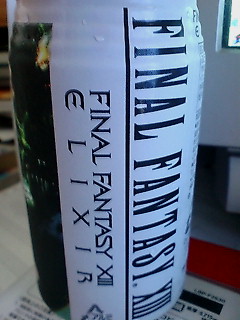 FINAL FANTASY. XIII
FINAL FANTASY XIII
ELIXIR